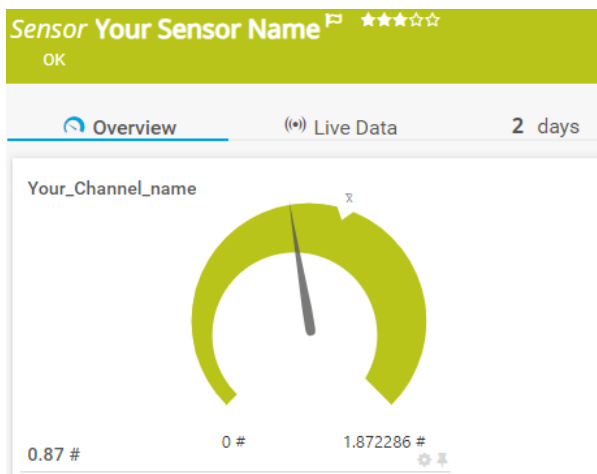 Sensor Your Sensor Name
OK
Overview
Live Data
2 days
Your_Channel_name
x̅
0 #
1.872286 #
0.87 #